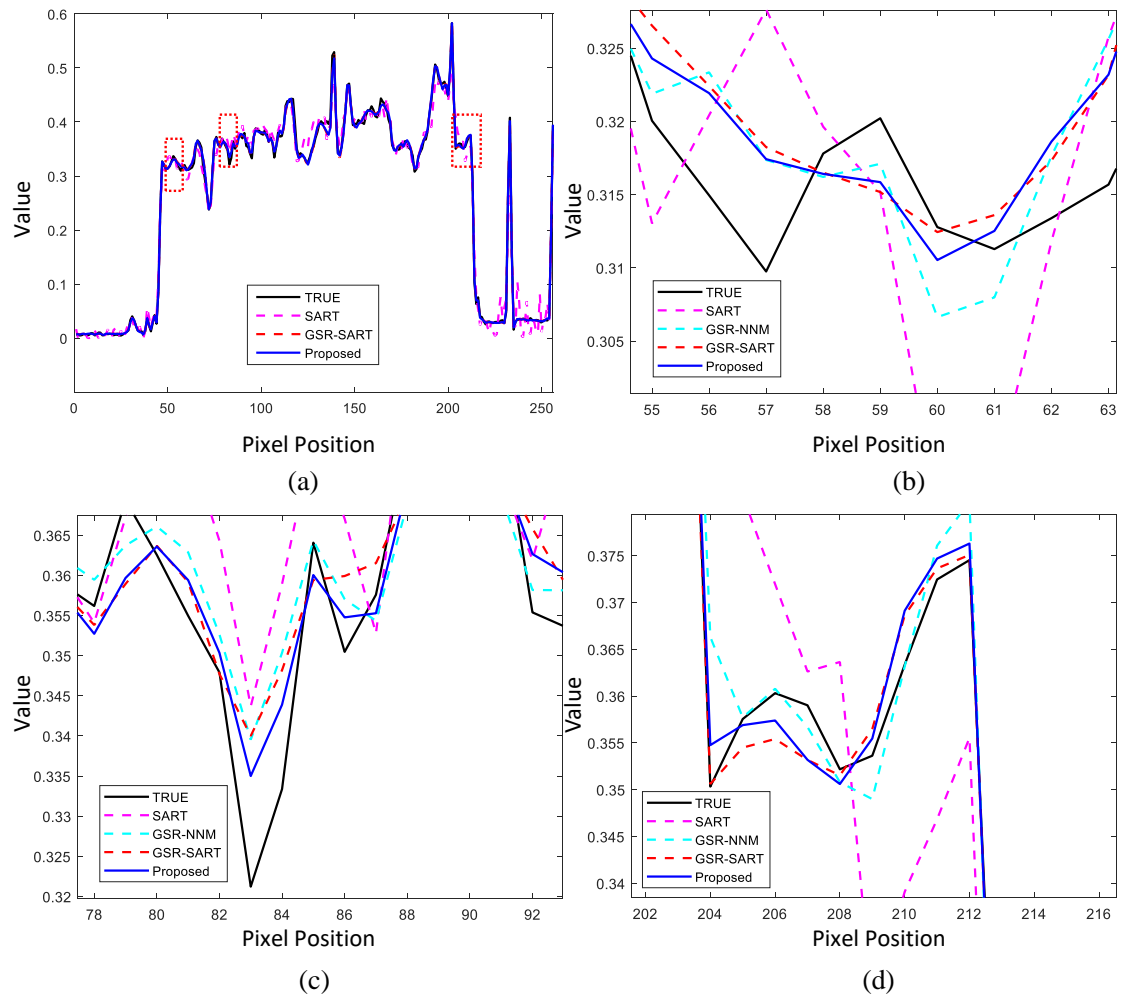 0.6
0.5
0.4
0.3
0.2
0.1
0
Value
TRUE
SART
GSR-SART
Proposed
0 50 100 150 200 250
Pixel Position
(a)
0.325
0.32
0.315
0.31
0.305
Value
TRUE
SART
GSR-NNM
GSR-SART
Proposed
55 56 57 58 59 60 61 62 63
Pixel Position
(b)
0.365
0.36
0.355
0.35
0.345
0.34
0.335
0.33
0.325
0.32
Value
TRUE
SART
GSR-NNM
GSR-SART
Proposed
78 80 82 84 86 88 90 92
Pixel Position
(c)
0.375
0.37
0.365
0.36
0.355
0.35
0.345
0.34
Value
TRUE
SART
GSR-NNM
GSR-SART
Proposed
202 204 206 208 210 212 214 216
Pixel Position
(d)